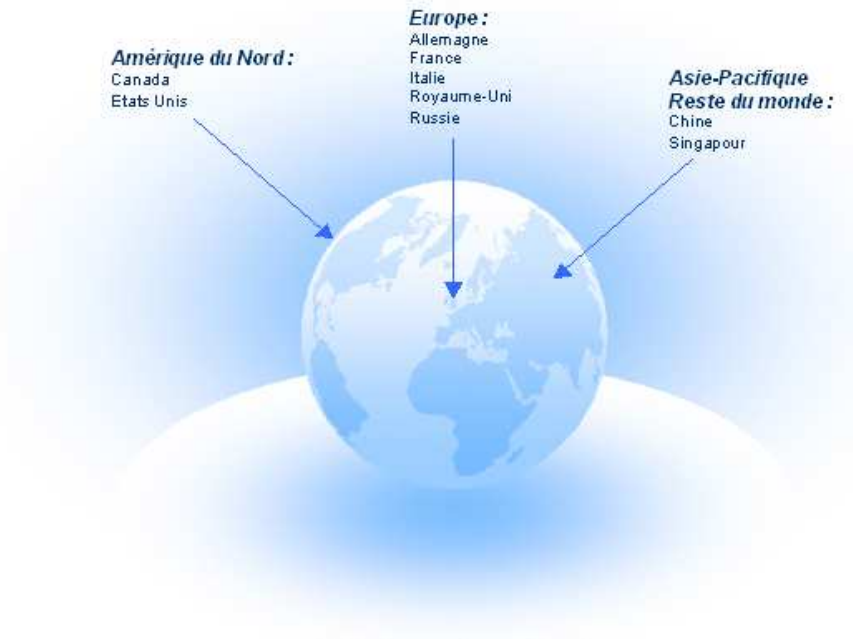 Amérique du Nord :
Canada
Etats Unis
Europe :
Allemagne
France
Italie
Royaume-Uni
Russie
Asie-Pacifique
Reste du monde :
Chine
Singapour